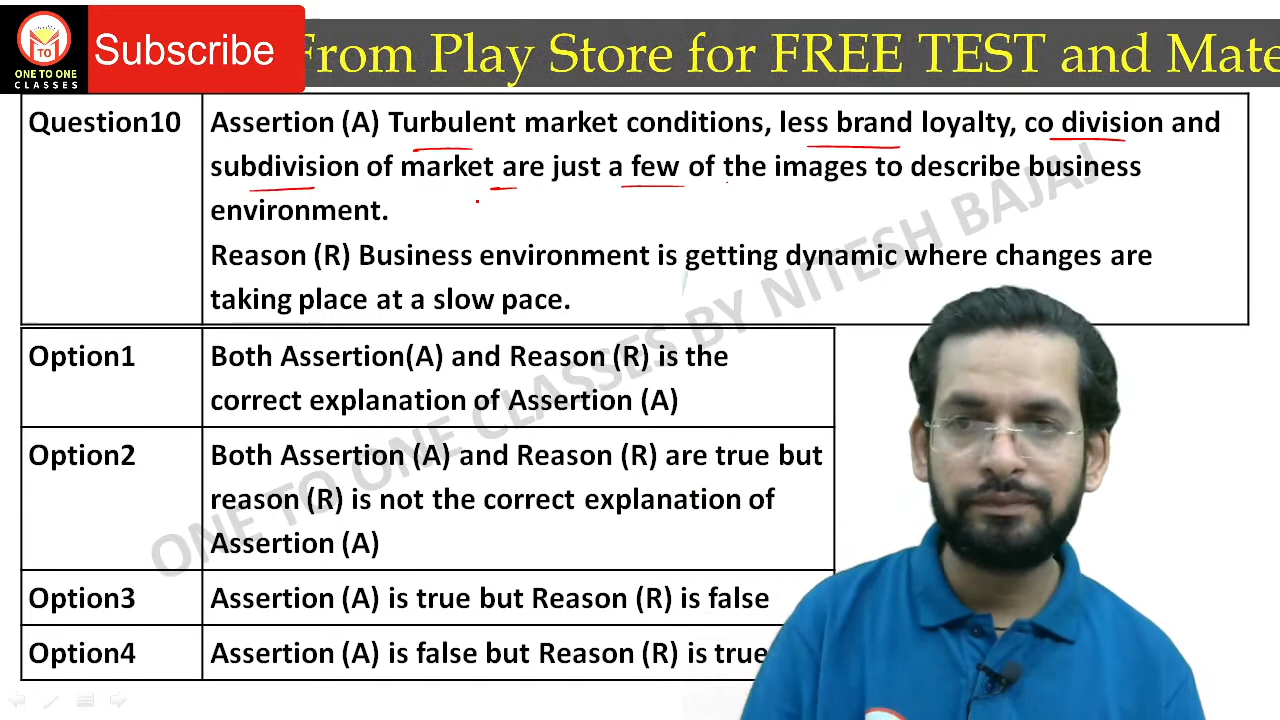 TO
ONE TO ONE
CLASSES
Subscribe
From Play Store for FREE TEST and Mate
Question10
Assertion (A) Turbulent market conditions, less brand loyalty, co division and
subdivision of market are just a few of the images to describe business
environment.
Reason (R) Business environment is getting dynamic where changes are
taking place at a slow pace.
Option1
Both Assertion(A) and Reason (R) is the
correct explanation of Assertion (A)
Option2
Both Assertion (A) and Reason (R) are true but
reason (R) is not the correct explanation of
Assertion (A)
Option3
Assertion (A) is true but Reason (R) is false
Option4
Assertion (A) is false but Reason (R) is true
ONE TO ONE CLASSES BY NITESH BAJAJ